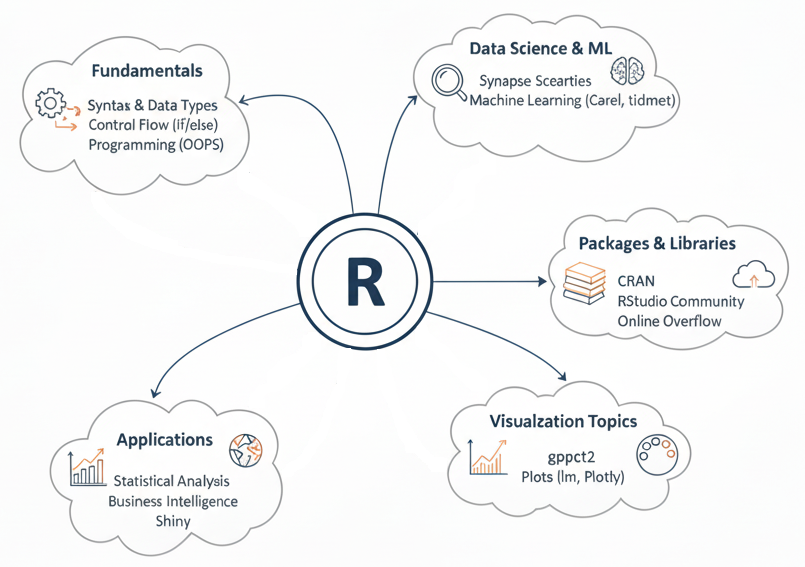 Fundamentals
Syntas & Data Types
Control Flow (if/else)
Programming (OOPS)
Data Science & ML
Synapse Scearties
Machine Learning (Carel, tidmet)
R
Packages & Libraries
CRAN
RStudio Community
Online Overflow
Applications
Statistical Analysis
Business Intelligence
Shiny
Visualzation Topics
gppct2
Plots (lm, Plotly)